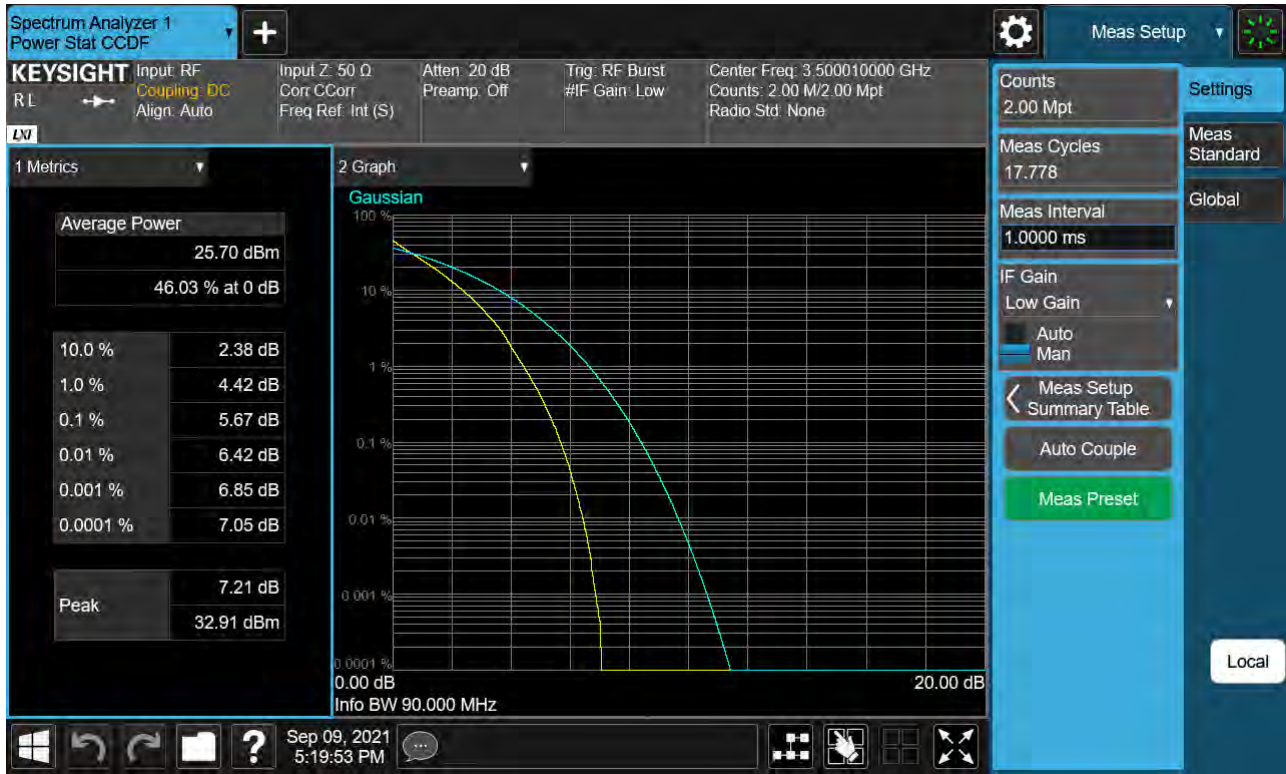 Spectrum Analyzer 1
Power Stat CCDF
+
Meas Setup
KEYSIGHT
RL
LXI
Input: RF
Coupling: DC
Align: Auto
Input Z: 50 Ω
Corr CCorr
Freq Ref: Int (S)
Atten: 20 dB
Preamp: Off
Trig: RF Burst
#IF Gain: Low
Center Freq: 3.500010000 GHz
Counts: 2.00 M/2.00 Mpt
Radio Std: None
1 Metrics
Average Power
25.70 dBm
46.03 % at 0 dB
10.0 % 2.38 dB
1.0 % 4.42 dB
0.1 % 5.67 dB
0.01 % 6.42 dB
0.001 % 6.85 dB
0.0001 % 7.05 dB
Peak
7.21 dB
32.91 dBm
2 Graph
Gaussian
100 %
10 %
1 %
0.1 %
0.01 %
0.001 %
0.0001 %
0.00 dB 20.00 dB
Info BW 90.000 MHz
Counts
2.00 Mpt
Meas Cycles
17.778
Meas Interval
1.0000 ms
IF Gain
Low Gain
Auto
Man
Meas Setup
Summary Table
Auto Couple
Meas Preset
Settings
Meas
Standard
Global
Local
?
Sep 09, 2021
5:19:53 PM